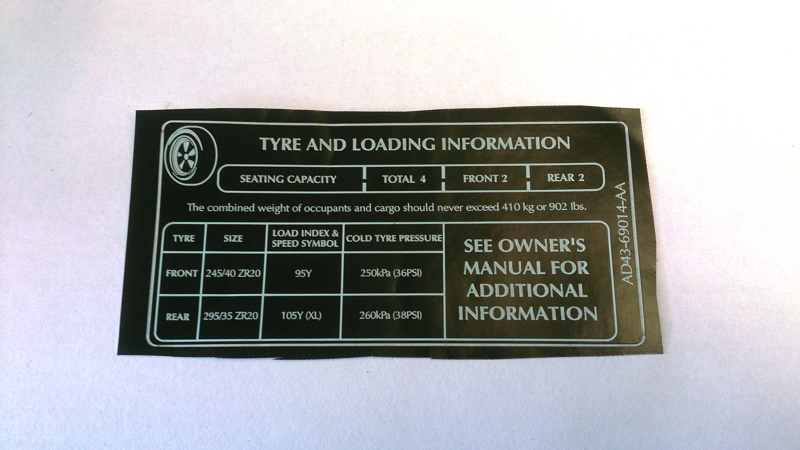 TYRE AND LOADING INFORMATION
SEATING CAPACITY TOTAL 4 FRONT 2 REAR 2
The combined weight of occupants and cargo should never exceed 410 kg or 902 lbs.
TYRE SIZE LOAD INDEX & SPEED SYMBOL COLD TYRE PRESSURE
FRONT 245/40 ZR20 95Y 250kPa (36PSI)
REAR 295/35 ZR20 105Y (XL) 260kPa (38PSI)
SEE OWNER'S
MANUAL FOR
ADDITIONAL
INFORMATION
AD43-69014-AA